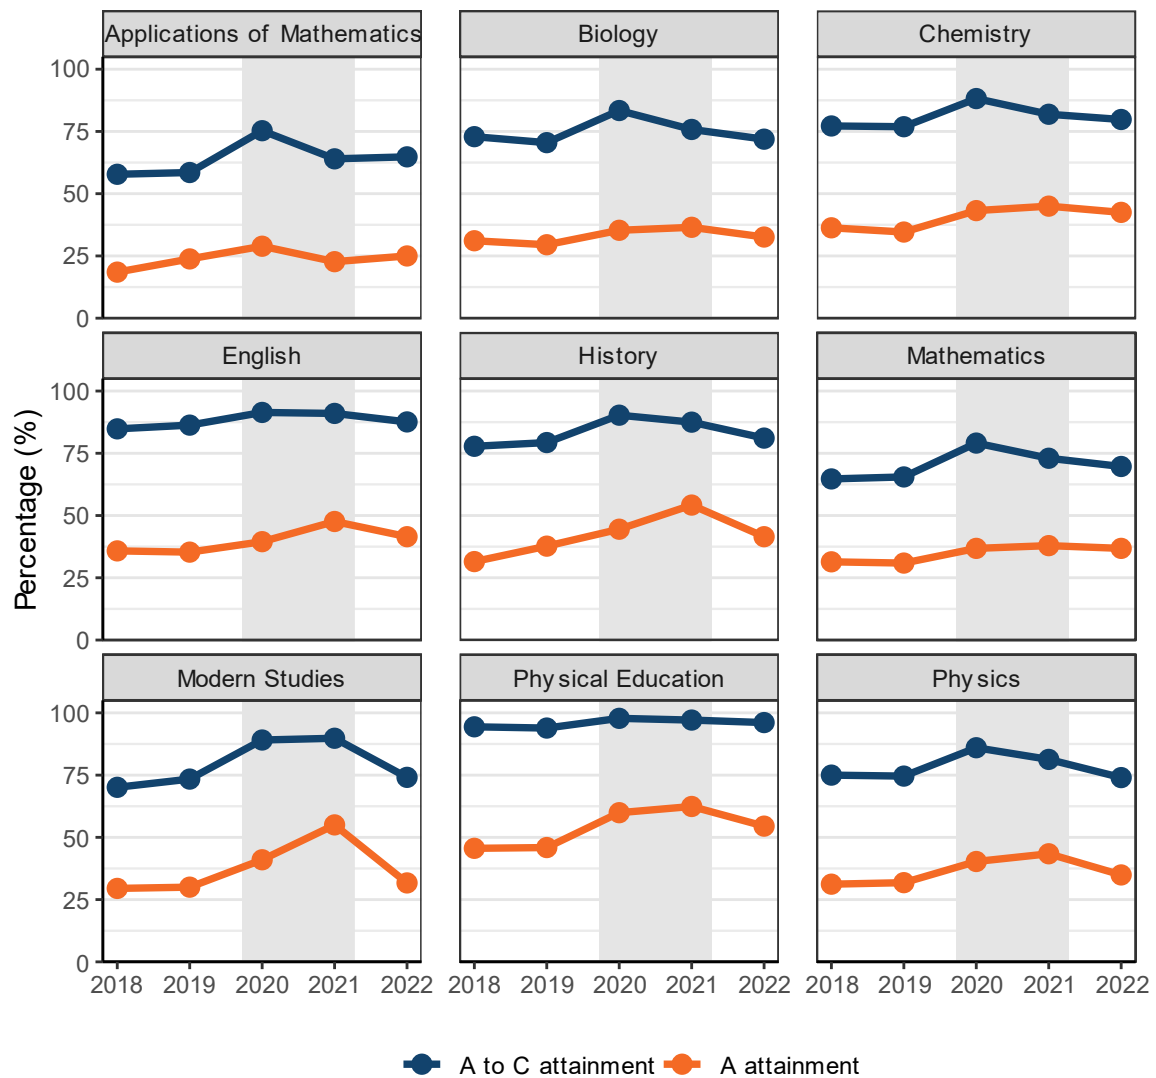 Applications of Mathematics Biology Chemistry
100
75
50
25
0
English History Mathematics
100
75
50
25
0
Percentage (%)
Modern Studies Physical Education Physics
100
75
50
25
0
2018 2019 2020 2021 2022 2018 2019 2020 2021 2022 2018 2019 2020 2021 2022
A to C attainment A attainment